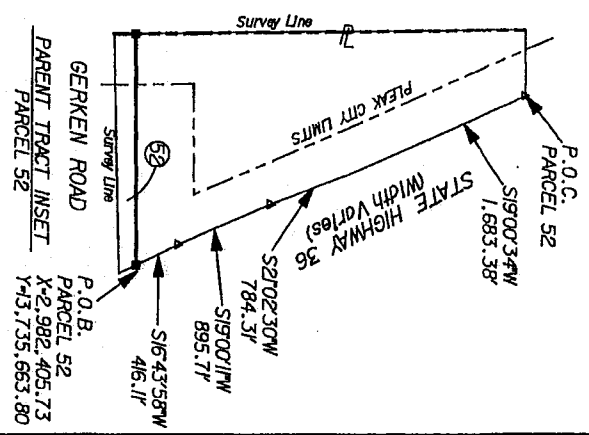 Survey Line
PL
P.O.C.
PARCEL 52
S19°00'34"W
1,683.38'
PLEAK CITY LIMITS
STATE HIGHWAY 36
(Width Varies)
S21°02'30"W
784.31'
S19°00'11"W
895.71'
S16°43'58"W
416.11'
P.O.B.
PARCEL 52
X=2,982,405.73
Y=13,735,663.80
52
Survey Line
GERKEN ROAD
PARENT TRACT INSET
PARCEL 52